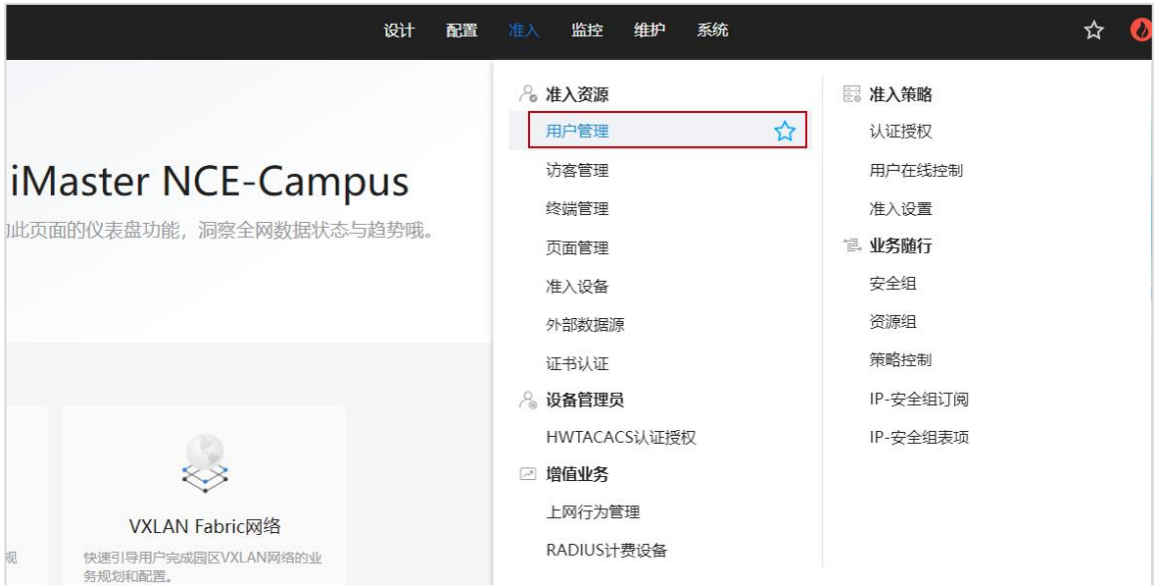 设计 配置 准入 监控 维护 系统
iMaster NCE-Campus
此页面的仪表盘功能，洞察全网数据状态与趋势哦。
VXLAN Fabric网络
快速引导用户完成园区VXLAN网络的业
务规划和配置。
规
准入资源
用户管理
访客管理
终端管理
页面管理
准入设备
外部数据源
证书认证
设备管理员
HWTACACS认证授权
增值业务
上网行为管理
RADIUS计费设备
准入策略
认证授权
用户在线控制
准入设置
业务随行
安全组
资源组
策略控制
IP-安全组订阅
IP-安全组表项